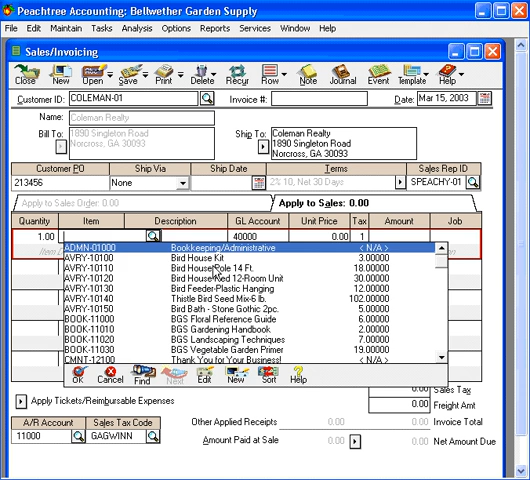 Peachtree Accounting: Bellwether Garden Supply
File Edit Maintain Tasks Analysis Options Reports Services Window Help
Sales/Invoicing
Close New Open Save Print Delete Recur Row Note Journal Event Template Help
Customer ID: COLEMAN-01 Invoice #: Date: Mar 15, 2003
Name: Coleman Realty
Bill To: 1890 Singleton Road Ship To: Coleman Realty
Norcross, GA 30093 1890 Singleton Road
Norcross, GA 30093
Customer PO Ship Via Ship Date Terms Sales Rep ID
213456 None 2% 10, Net 30 Days SPEACHY-01
Apply to Sales Order: 0.00 Apply to Sales: 0.00
Quantity Item Description GL Account Unit Price Tax Amount Job
1.00 40000 0.00 1
ADMN-01000 Bookkeeping/Administrative < N/A >
AVRY-10100 Bird House Kit 3.00000
AVRY-10110 Bird House-Pole 14 Ft. 18.00000
AVRY-10120 Bird House-Red 12-Room Unit 30.00000
AVRY-10130 Bird Feeder-Plastic Hanging 12.00000
AVRY-10140 Thistle Bird Seed Mix-6 lb. 102.00000
AVRY-10150 Bird Bath - Stone Gothic 2pc. 5.00000
BOOK-11000 BGS Floral Reference Guide 6.00000
BOOK-11010 BGS Gardening Handbook 2.00000
BOOK-11020 BGS Landscaping Techniques 7.00000
BOOK-11030 BGS Vegetable Garden Primer 19.00000
CMNT-12100 Thank You for Your Business! < N/A >
OK Cancel Find Next Edit New Sort Help
0.00 Sales Tax
Apply Tickets/Reimbursable Expenses 0.00 Freight Amt
A/R Account Sales Tax Code Other Applied Receipts 0.00 0.00 Invoice Total
11000 GAGWINN Amount Paid at Sale 0.00 0.00 Net Amount Due